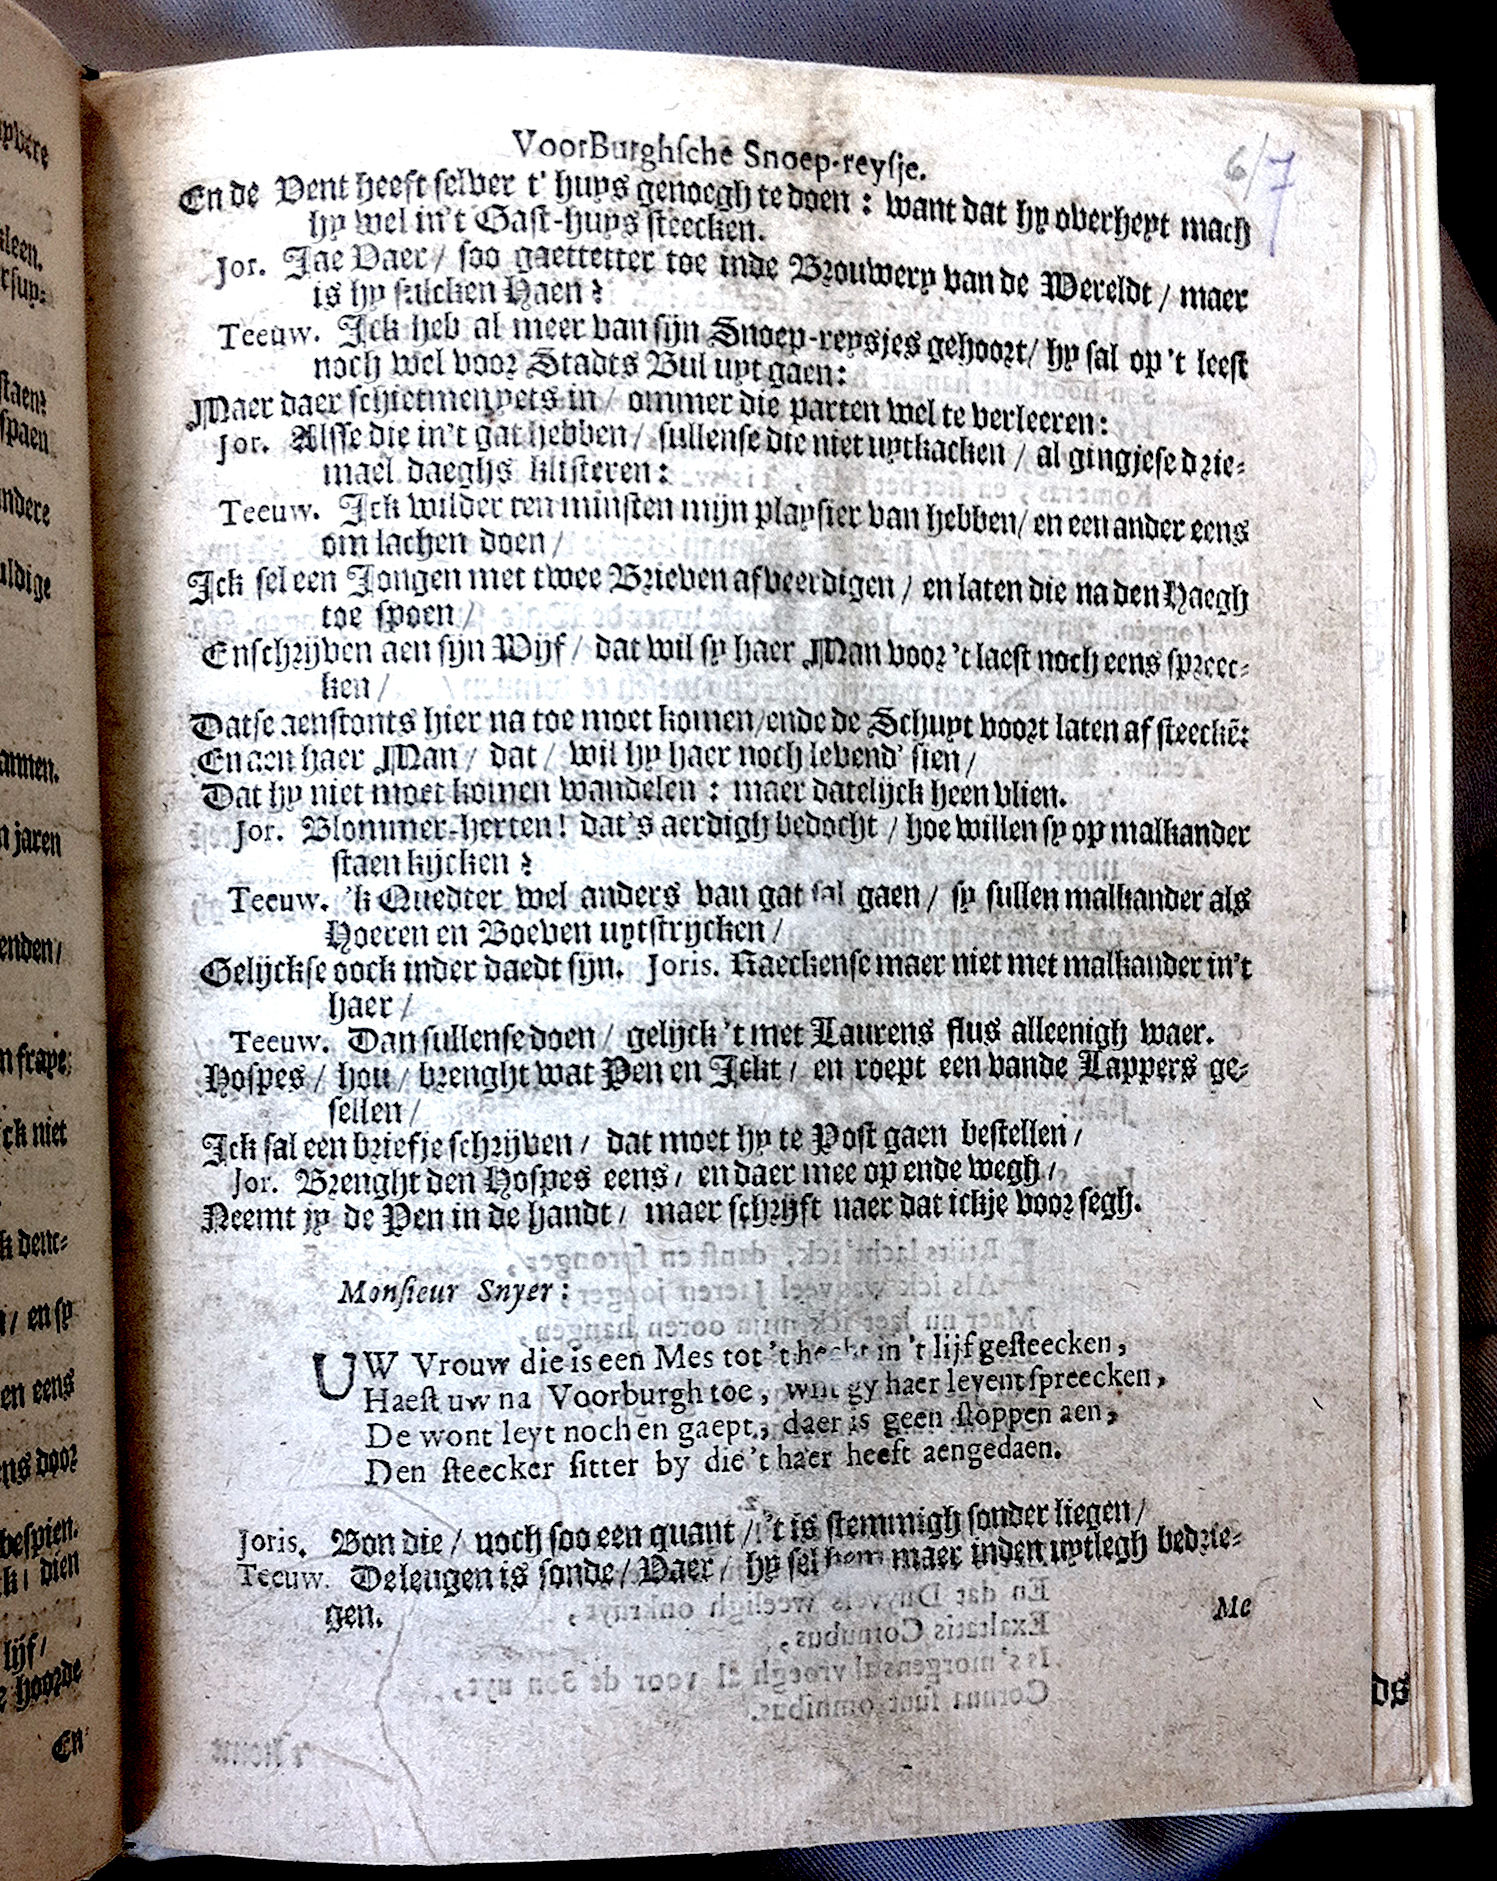 VoorBurghſche Snoep-reyſje.
6/7
En de Vent heeft ſelver t' huys genoegh te doen : want dat hy overheyt mach
hy wel in't Gaſt-huys ſteecken.
Jor. Jae Vaer / ſoo gaettetter toe inde Brouwery van de Wereldt / maer
is hy ſulcken Haen ?
Teeuw. Ick heb al meer van ſijn Snoep-reysjes gehoort / hy ſal op 't leeſt
noch wel voor Stadts Bul uyt gaen:
Maer daer ſchietmen yets in / ommer die parten wel te verleeren:
Jor. Alſſe die in't gat hebben / ſullenſe die niet uytkacken / al gingjeſe drie-
mael daeghs kliſteren:
Teeuw. Ick wilder ten minſten mijn playſier van hebben / en een ander eens
om lachen doen /
Ick ſel een Jongen met twee Brieven afveerdigen / en laten die na den Haegh
toe ſpoen /
Enſchrijven aen ſijn Wijf / dat wil ſy haer Man voor 't laeſt noch eens ſpreec-
ken /
Datſe aenſtonts hier na toe moet komen / ende de Schuyt voort laten af ſteeckẽ:
En aen haer Man / dat / wil hy haer noch levend' ſien /
Dat hy niet moet komen wandelen : maer datelijck heen vlien.
Jor. Blommer-herten! dat's aerdigh bedocht / hoe willen ſy op malkander
ſtaen kijcken ?
Teeuw. 'k Quedter wel anders van gat ſal gaen / ſy ſullen malkander als
Hoeren en Boeven uytſtrijcken /
Gelijckſe oock inder daedt ſijn. Joris. Raeckenſe maer niet met malkander in't
haer /
Teeuw. Dan ſullenſe doen / gelijck 't met Laurens flus alleenigh waer.
Hoſpes / hou / brenght wat Pen en Ickt / en roept een vande Lappers ge-
ſellen /
Ick ſal een briefje ſchrijven / dat moet hy te Poſt gaen beſtellen /
Jor. Brenght den Hoſpes eens / en daer mee op ende wegh /
Neemt jy de Pen in de handt / maer ſchrijft naer dat ickje voor ſegh.
Monſieur Snyer:
UW Vrouw die is een Mes tot 't hecht in 't lijf geſteecken,
Haeſt uw na Voorburgh toe, wilt gy haer levent ſpreecken,
De wont leyt noch en gaept, daer is geen ſtoppen aen,
Den ſteecker ſitter by die 't haer heeft aengedaen.
Joris. Bon die / noch ſoo een quant / 't is ſtemmigh ſonder liegen /
Teeuw. Deleugen is ſonde / Vaer / hy ſel hem maer inden uytlegh bedrie-
gen.
Me